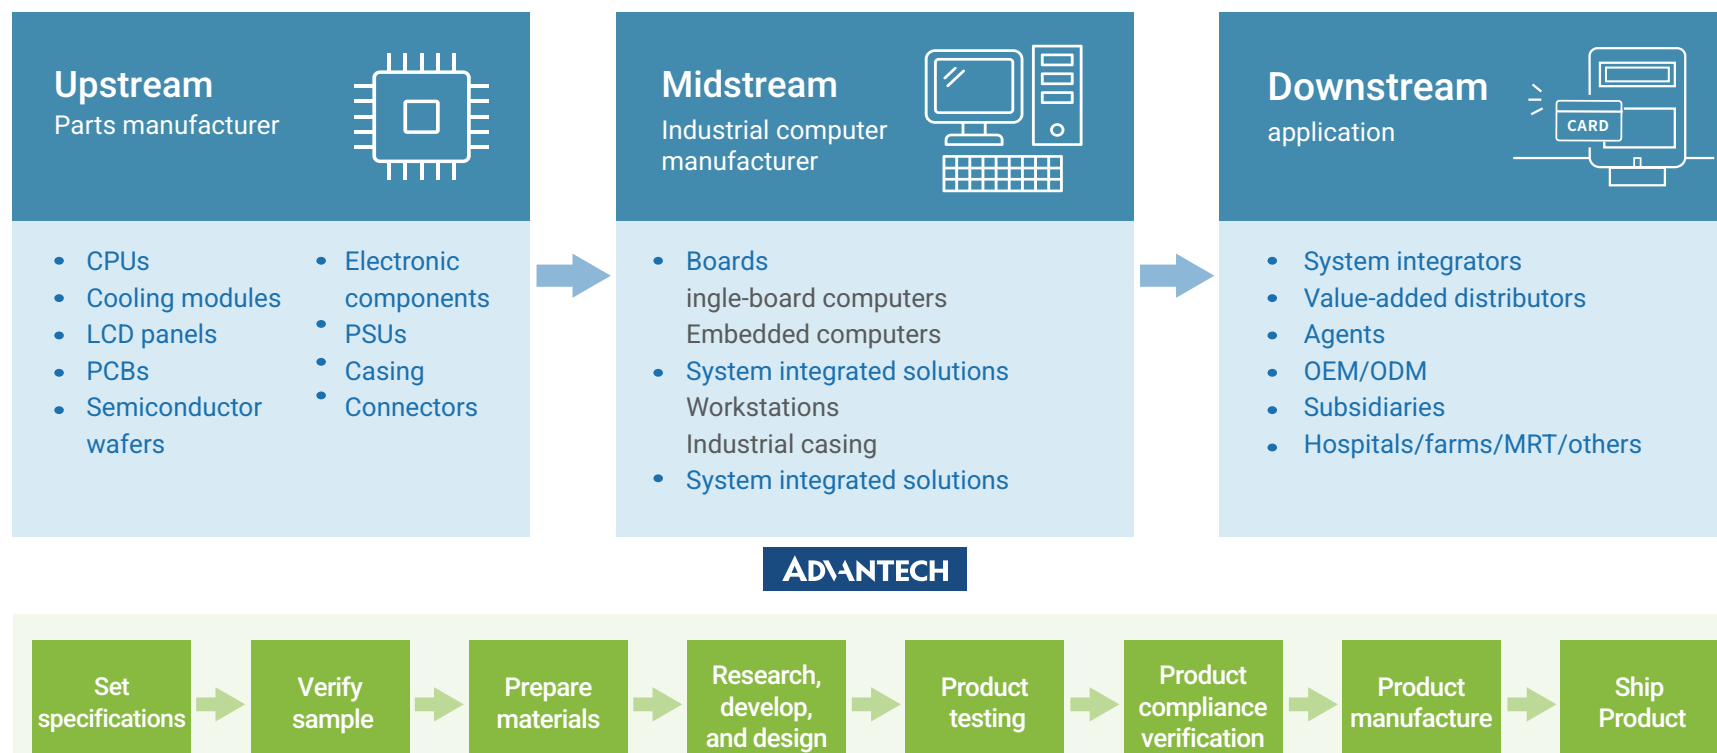 Upstream
Parts manufacturer
CPUs
Cooling modules
LCD panels
PCBs
Semiconductor
wafers
Electronic
components
PSUs
Casing
Connectors
Midstream
Industrial computer
manufacturer
Boards
ingle-board computers
Embedded computers
System integrated solutions
Workstations
Industrial casing
System integrated solutions
Downstream
application
CARD
System integrators
Value-added distributors
Agents
OEM/ODM
Subsidiaries
Hospitals/farms/MRT/others
ADVANTECH
Set
specifications
Verify
sample
Prepare
materials
Research,
develop,
and design
Product
testing
Product
compliance
verification
Product
manufacture
Ship
Product